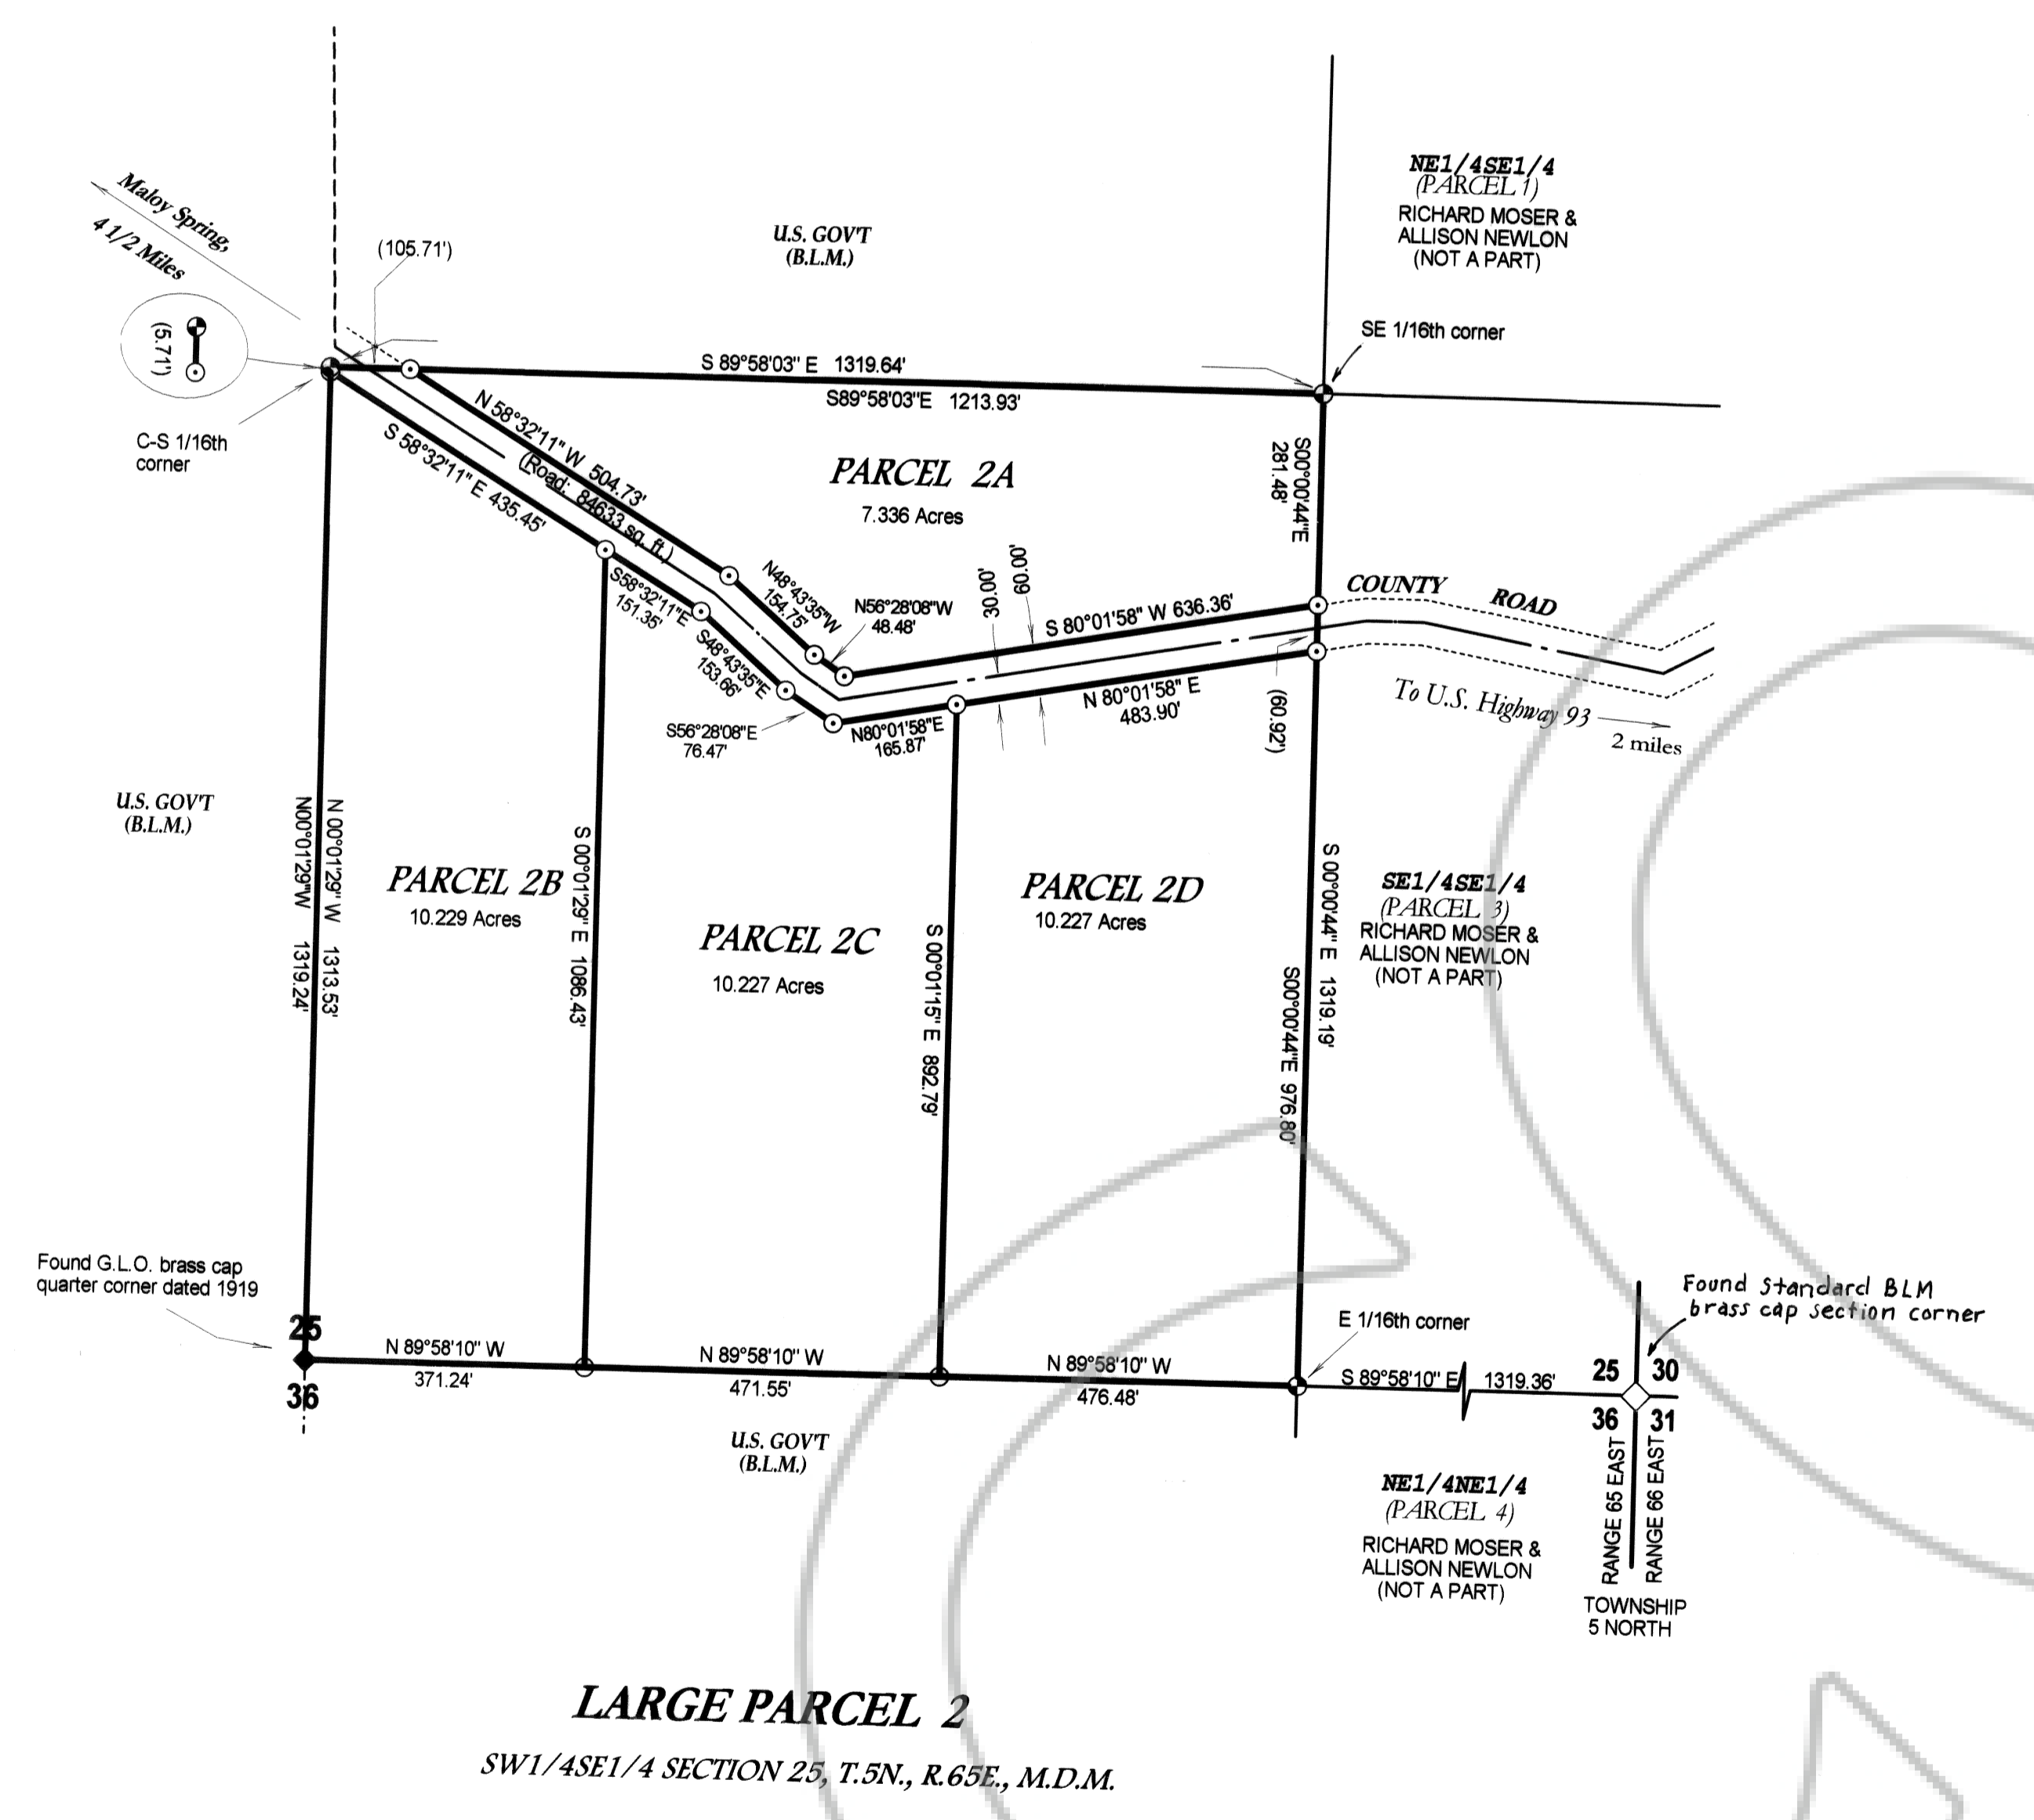 NE1/4SE1/4
(PARCEL 1)
RICHARD MOSER &
ALLISON NEWLON
(NOT A PART)
Maloy Spring,
4 1/2 Miles
(105.71')
U.S. GOV'T
(B.L.M.)
(5.71')
SE 1/16th corner
S 89°58'03" E 1319.64'
S89°58'03"E 1213.93'
C-S 1/16th
corner
N 58°32'11" W 504.73'
(Road: 84633 sq. ft.)
S 58°32'11" E 435.45'
PARCEL 2A
7.336 Acres
S00°00'44"E
281.48'
N48°43'35"W
154.75'
N56°28'08"W
48.48'
30.00'
60.00'
S 80°01'58" W 636.36'
COUNTY ROAD
S58°32'11"E
151.35'
S48°43'35"E
153.66'
S56°28'08"E
76.47'
N80°01'58"E
165.87'
N 80°01'58" E
483.90'
(60.92')
To U.S. Highway 93
2 miles
U.S. GOV'T
(B.L.M.)
N00°01'29"W 1319.24'
N 00°01'29" W 1313.53'
PARCEL 2B
10.229 Acres
S 00°01'29" E 1086.43'
PARCEL 2C
10.227 Acres
S 00°01'15" E 892.79'
PARCEL 2D
10.227 Acres
S00°00'44"E 976.80'
S 00°00'44" E 1319.19'
SE1/4SE1/4
(PARCEL 3)
RICHARD MOSER &
ALLISON NEWLON
(NOT A PART)
Found G.L.O. brass cap
quarter corner dated 1919
25
36
N 89°58'10" W
371.24'
N 89°58'10" W
471.55'
N 89°58'10" W
476.48'
E 1/16th corner
S 89°58'10" E 1319.36'
Found Standard BLM
brass cap section corner
25 30
36 31
RANGE 65 EAST
RANGE 66 EAST
TOWNSHIP
5 NORTH
U.S. GOV'T
(B.L.M.)
NE1/4NE1/4
(PARCEL 4)
RICHARD MOSER &
ALLISON NEWLON
(NOT A PART)
LARGE PARCEL 2
SW1/4SE1/4 SECTION 25, T.5N., R.65E., M.D.M.